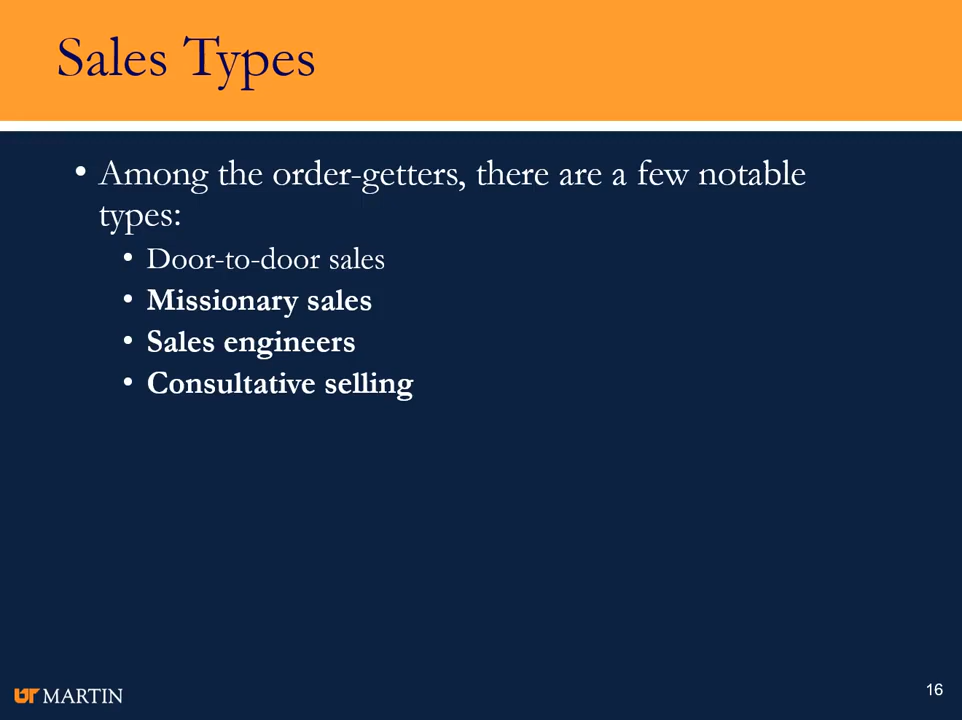 Sales Types
• Among the order-getters, there are a few notable
types:
• Door-to-door sales
• Missionary sales
• Sales engineers
• Consultative selling
UT MARTIN
16